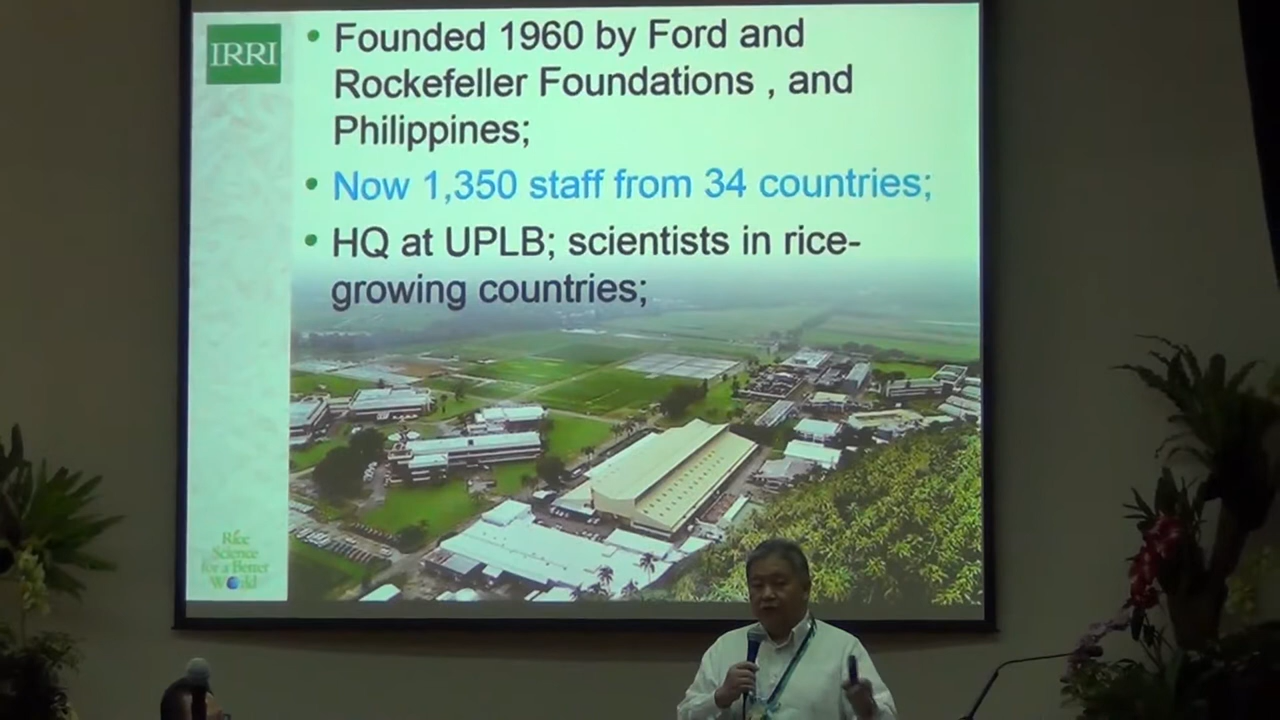 IRRI
• Founded 1960 by Ford and
Rockefeller Foundations , and
Philippines;
• Now 1,350 staff from 34 countries;
• HQ at UPLB; scientists in rice-
growing countries;
Rice
Science
for a Better
World